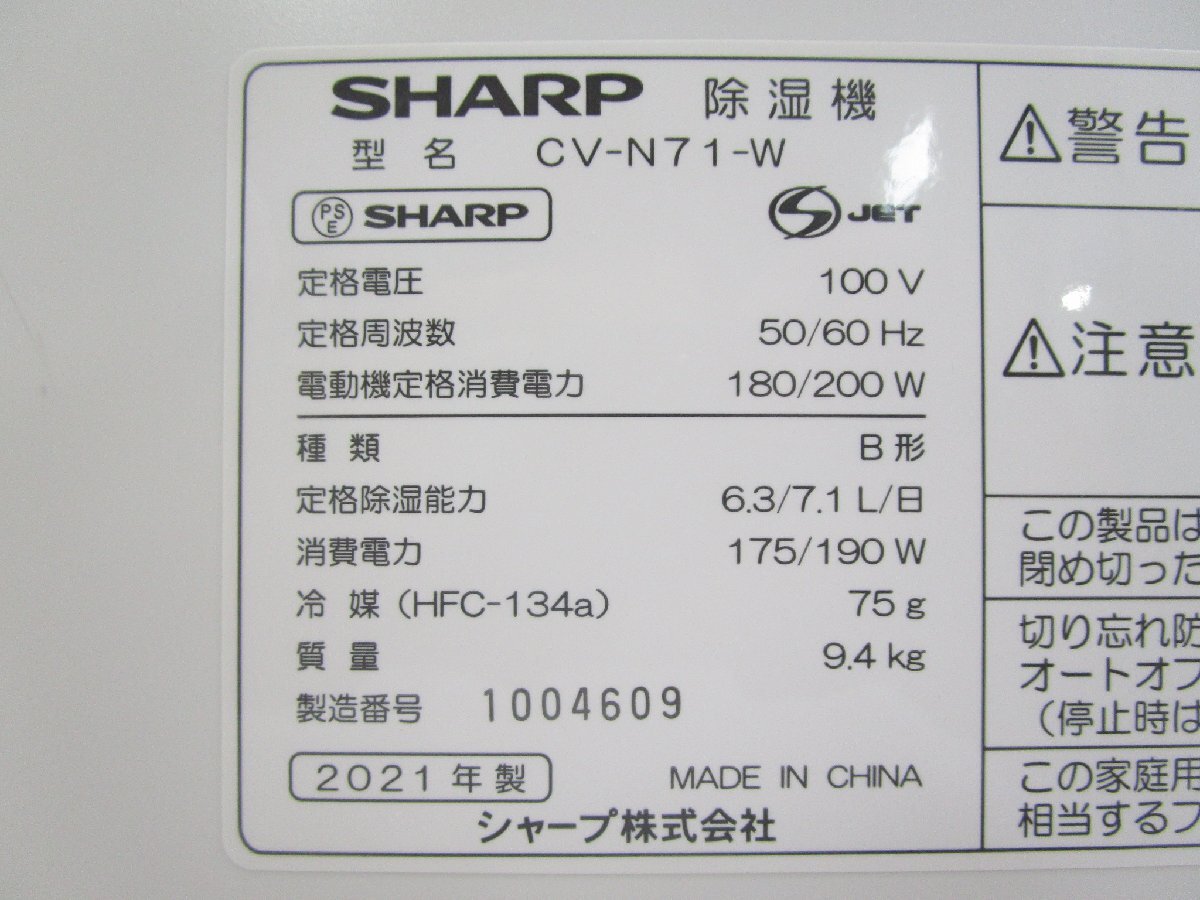 SHARP 除湿機
型名 CV-N71-W
PSE SHARP
S JET
定格電圧 100 V
定格周波数 50/60 Hz
電動機定格消費電力 180/200 W
種類 B 形
定格除湿能力 6.3/7.1 L/日
消費電力 175/190 W
冷媒(HFC-134a) 75 g
質量 9.4 kg
製造番号 1004609
2021年製 MADE IN CHINA
シャープ株式会社
警告
注意
この製品は
閉め切った
切り忘れ防
オートオフ
(停止時は
この家庭用
相当するフ